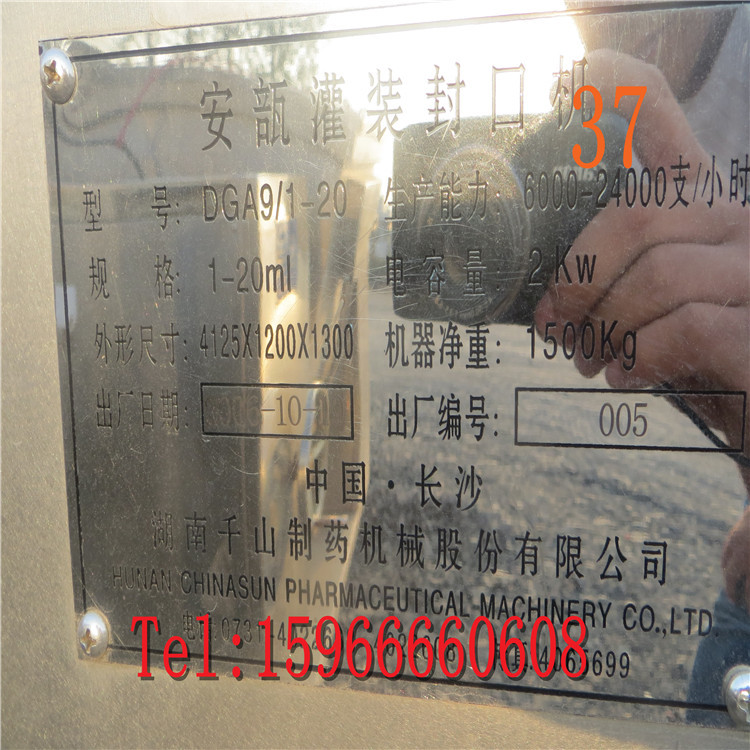 安瓿灌装封口机
37
型 号: DGA9/1-20 生产能力: 6000-24000支/小时
规 格: 1-20ml 电容量: 2Kw
外形尺寸: 4125X1200X1300 机器净重: 1500Kg
出厂日期: 出厂编号: 005
中国·长沙
湖南千山制药机械股份有限公司
HUNAN CHINASUN PHARMACEUTICAL MACHINERY CO.,LTD.
Tel:15966660608